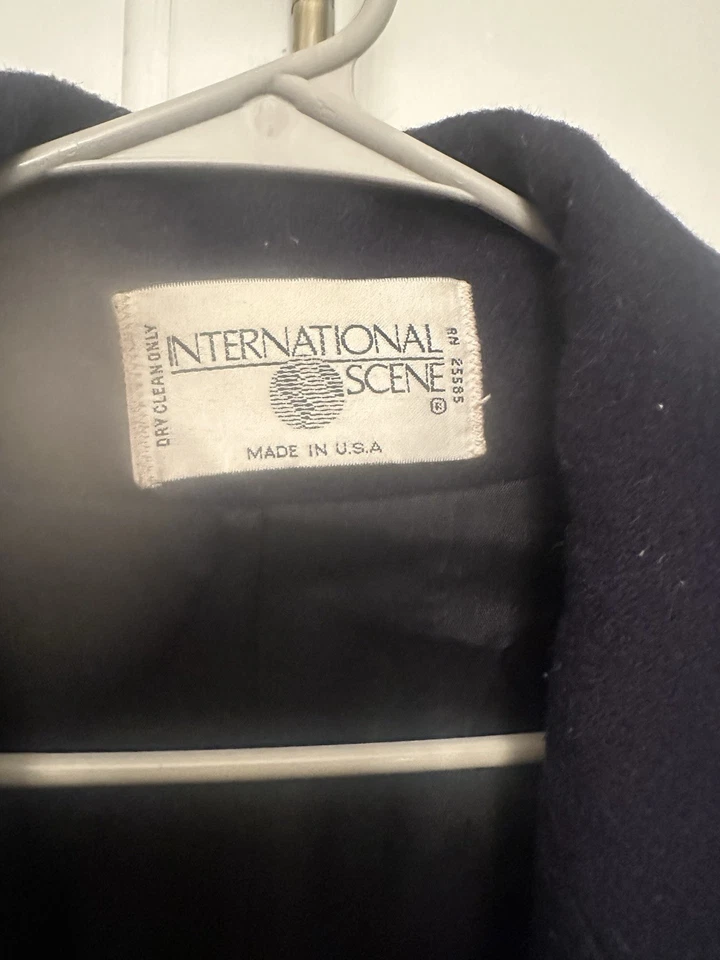 DRY CLEAN ONLY
INTERNATIONAL
SCENE
®
RN 25585
MADE IN U.S.A